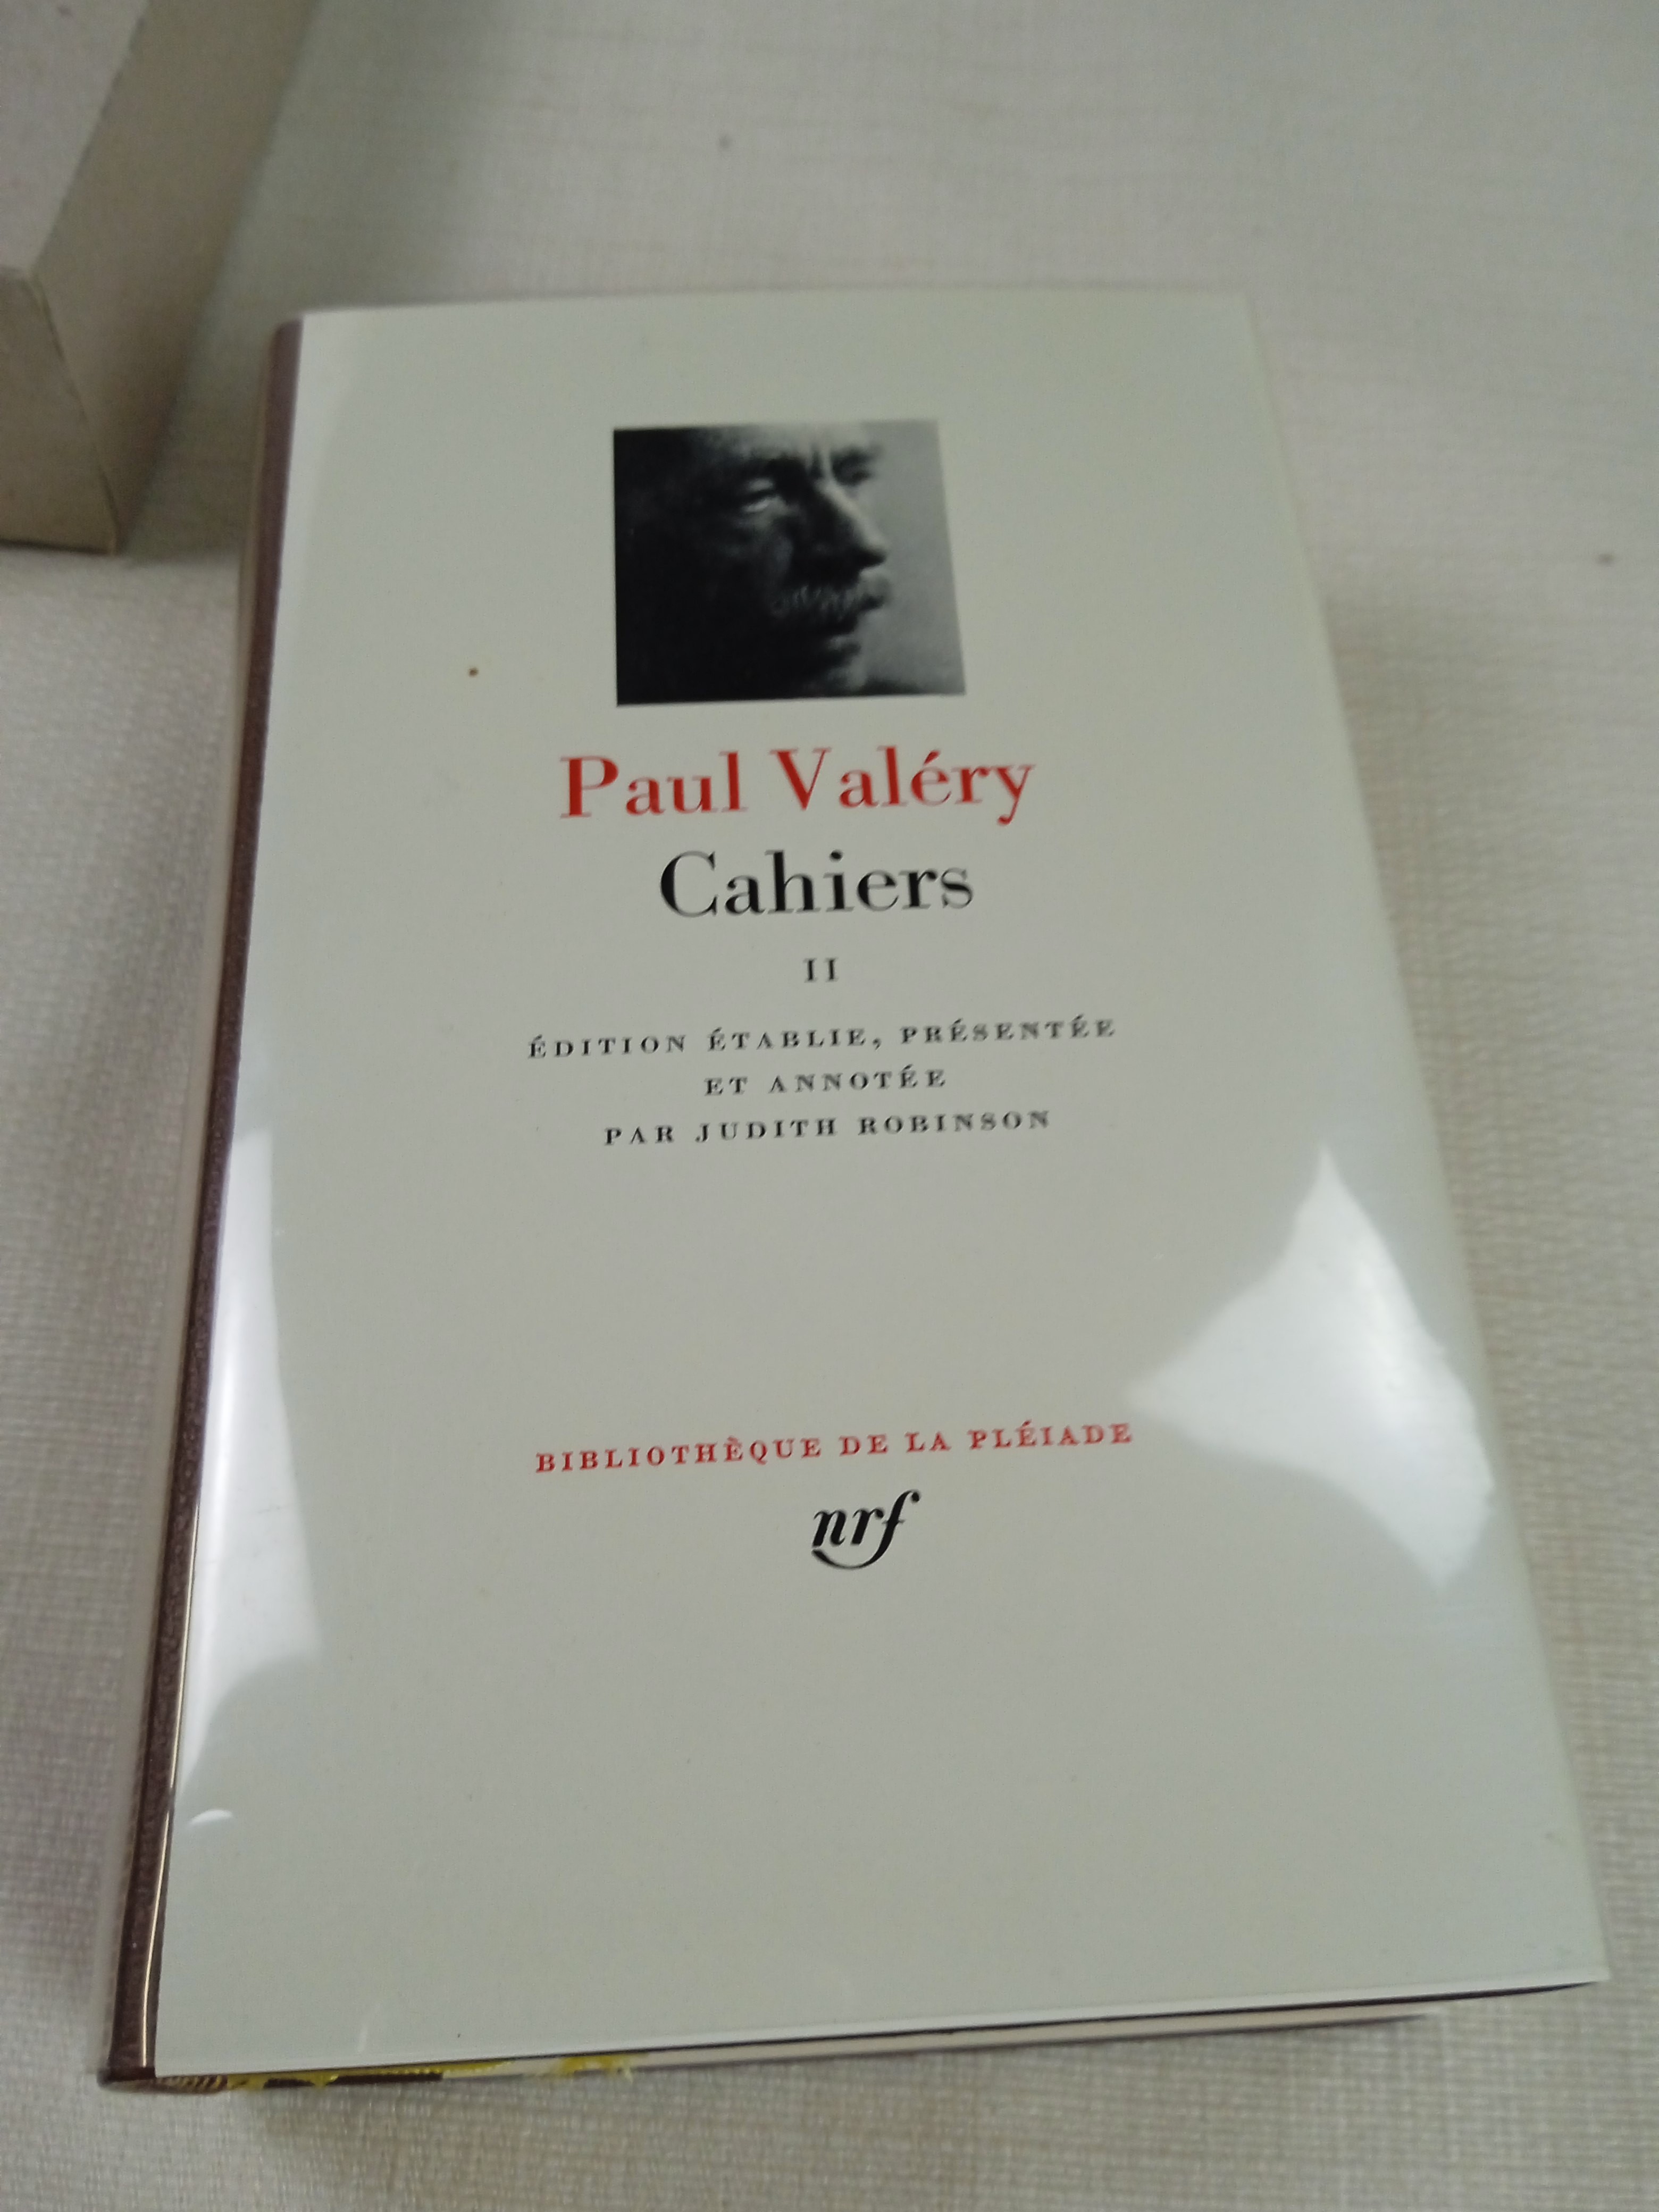 Paul Valéry
Cahiers
II
ÉDITION ÉTABLIE, PRÉSENTÉE
ET ANNOTÉE
PAR JUDITH ROBINSON
BIBLIOTHÈQUE DE LA PLÉIADE
nrf